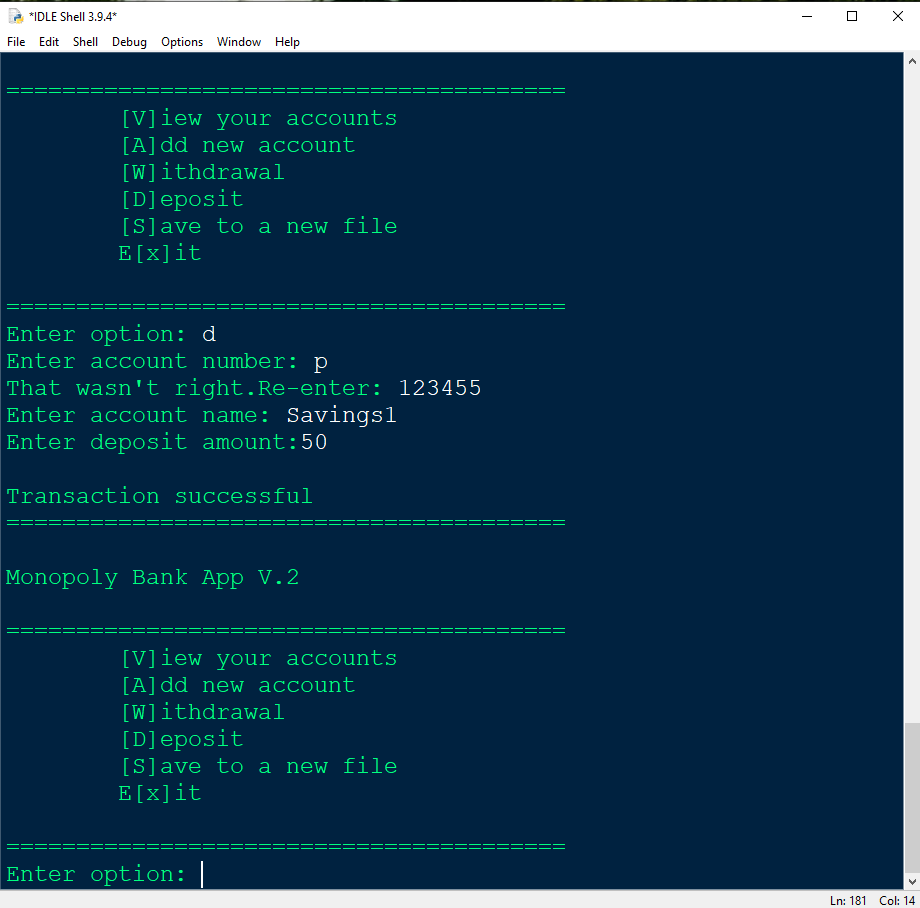 *IDLE Shell 3.9.4*
File Edit Shell Debug Options Window Help
========================================
[V]iew your accounts
[A]dd new account
[W]ithdrawal
[D]eposit
[S]ave to a new file
E[x]it
========================================
Enter option: d
Enter account number: p
That wasn't right.Re-enter: 123455
Enter account name: Savings1
Enter deposit amount:50
Transaction successful
========================================
Monopoly Bank App V.2
========================================
[V]iew your accounts
[A]dd new account
[W]ithdrawal
[D]eposit
[S]ave to a new file
E[x]it
========================================
Enter option:
Ln: 181 Col: 14